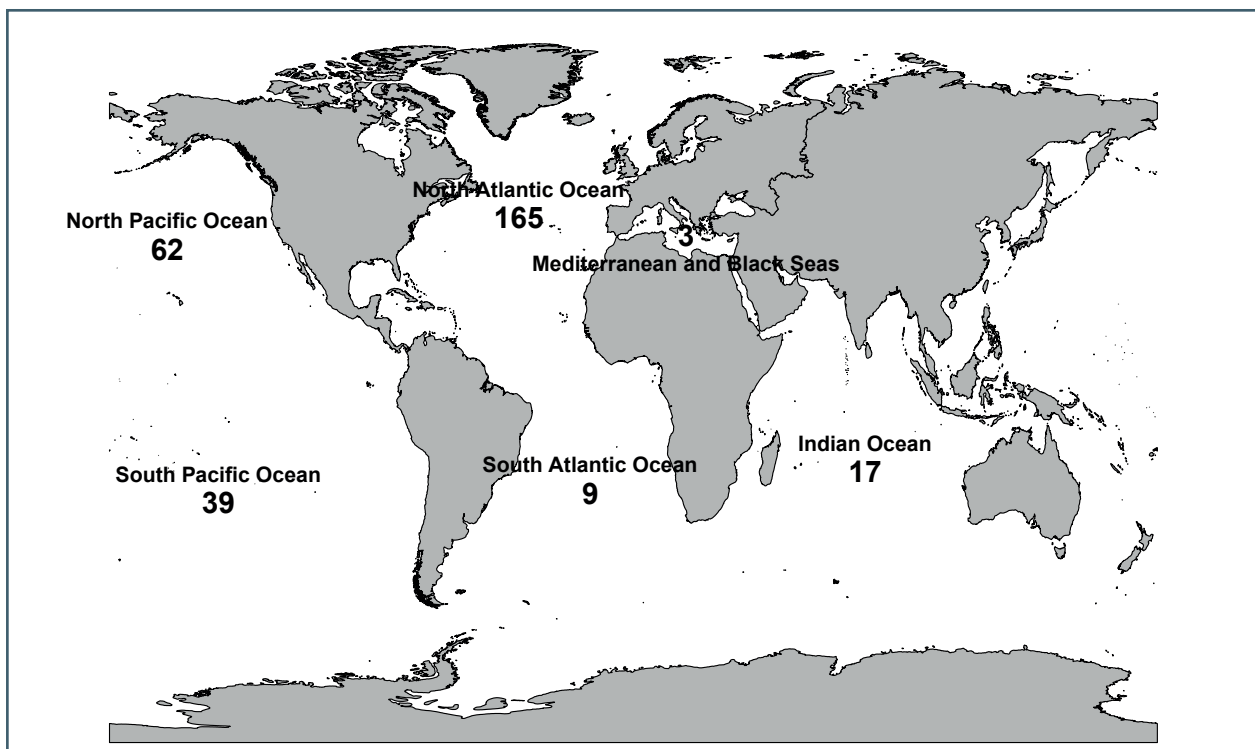 North Atlantic Ocean
165
North Pacific Ocean
62
3
Mediterranean and Black Seas
Indian Ocean
17
South Atlantic Ocean
9
South Pacific Ocean
39